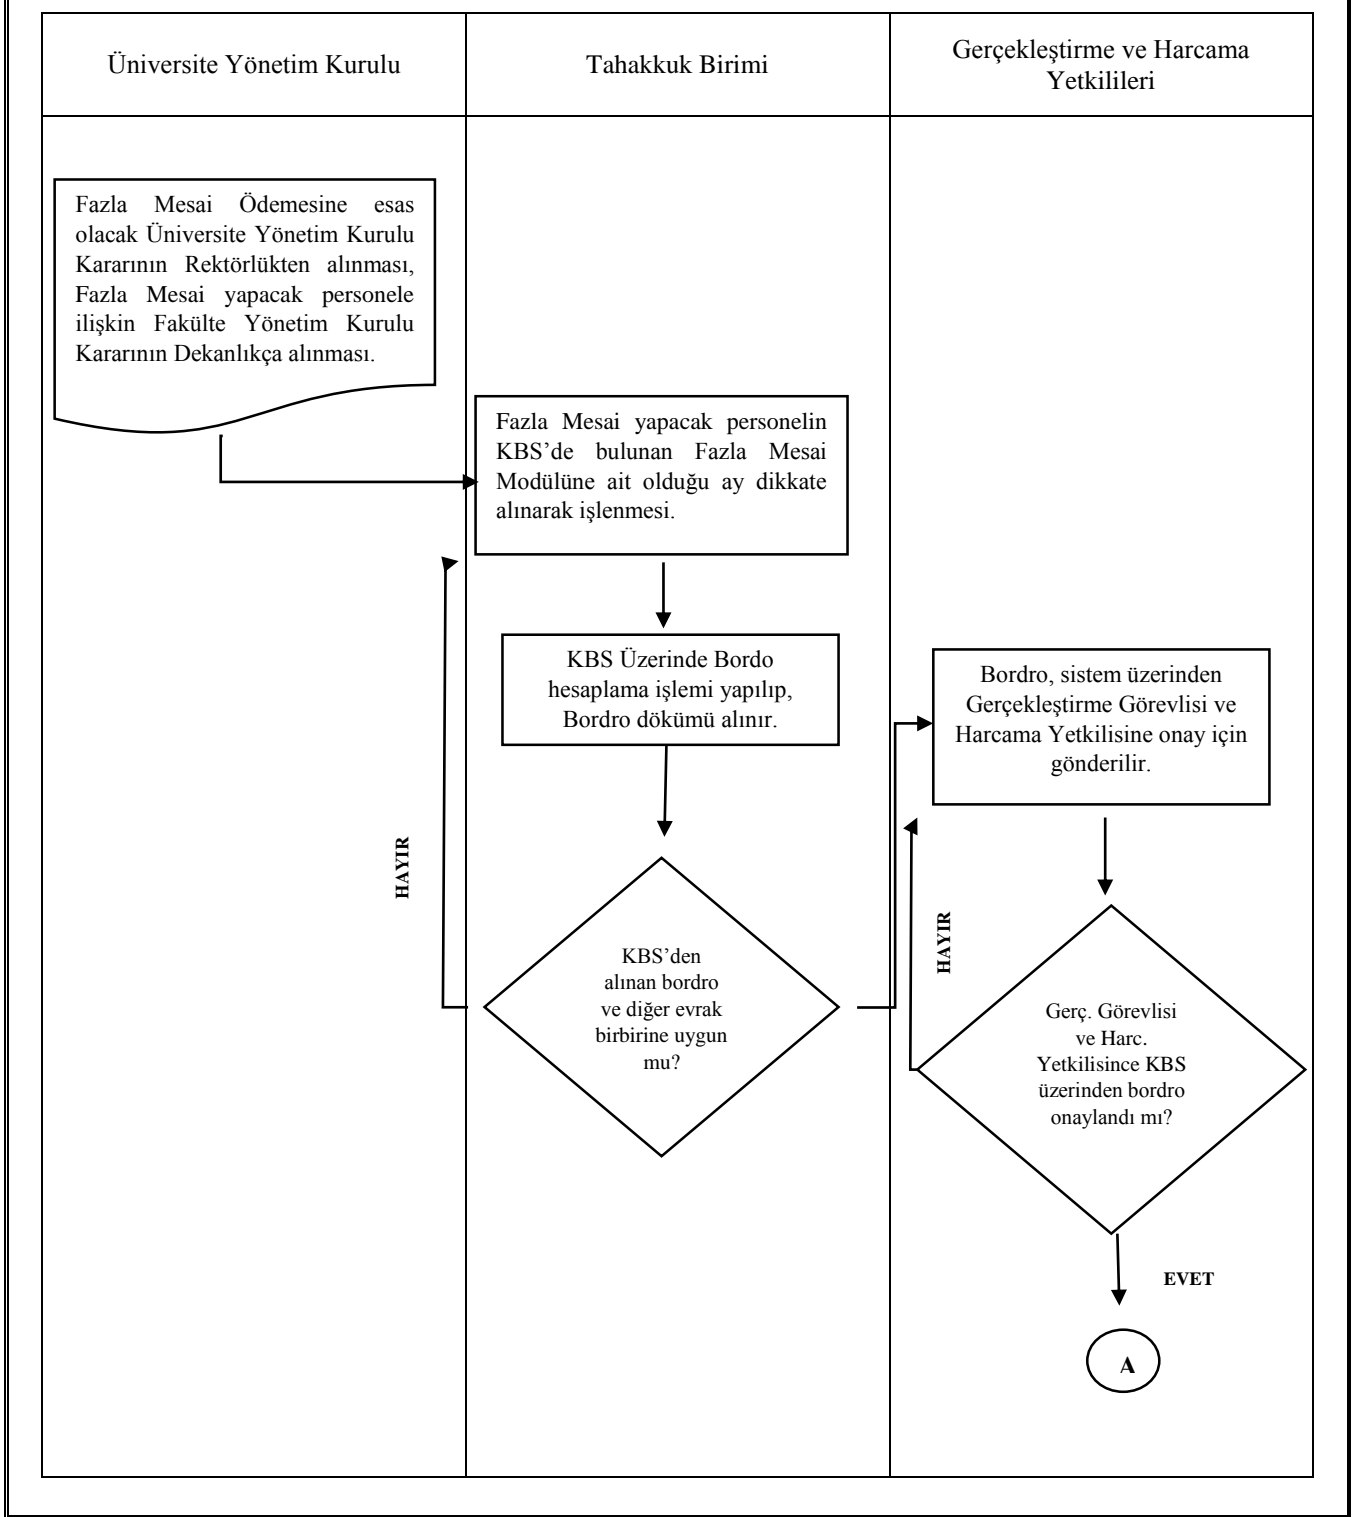 Üniversite Yönetim Kurulu
Tahakkuk Birimi
Gerçekleştirme ve Harcama
Yetkilileri
Fazla Mesai Ödemesine esas
olacak Üniversite Yönetim Kurulu
Kararının Rektörlükten alınması,
Fazla Mesai yapacak personele
ilişkin Fakülte Yönetim Kurulu
Kararının Dekanlıkça alınması.
Fazla Mesai yapacak personelin
KBS’de bulunan Fazla Mesai
Modülüne ait olduğu ay dikkate
alınarak işlenmesi.
KBS Üzerinde Bordo
hesaplama işlemi yapılıp,
Bordro dökümü alınır.
Bordro, sistem üzerinden
Gerçekleştirme Görevlisi ve
Harcama Yetkilisine onay için
gönderilir.
HAYIR
KBS’den
alınan bordro
ve diğer evrak
birbirine uygun
mu?
HAYIR
Gerç. Görevlisi
ve Harc.
Yetkilisince KBS
üzerinden bordro
onaylandı mı?
EVET
A